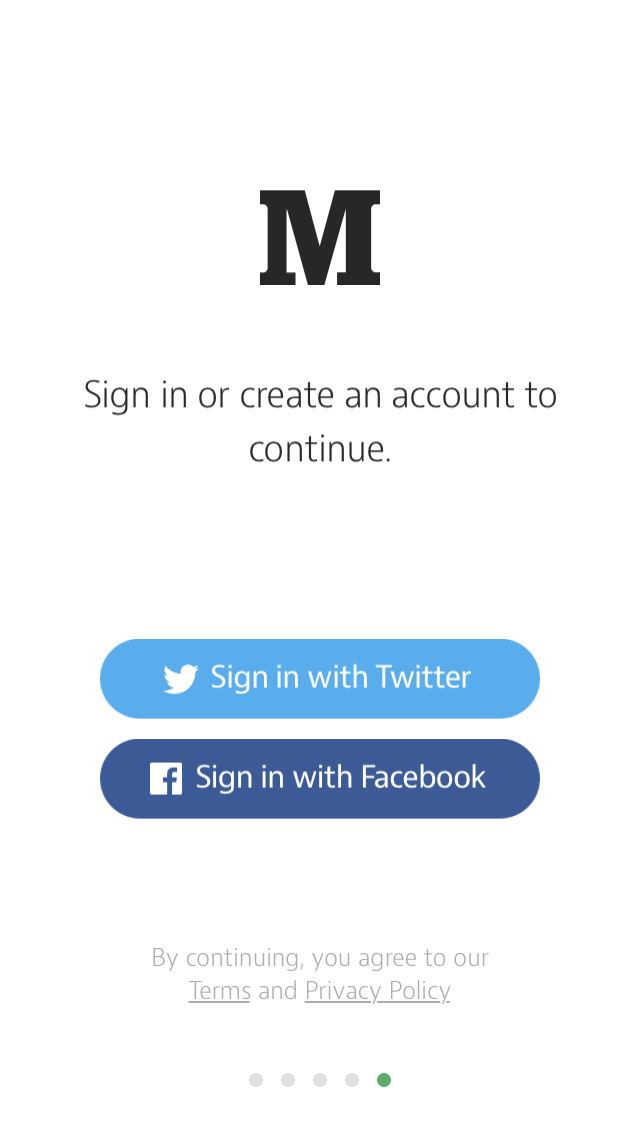 M
Sign in or create an account to
continue.
Sign in with Twitter
Sign in with Facebook
By continuing, you agree to our
Terms and Privacy Policy